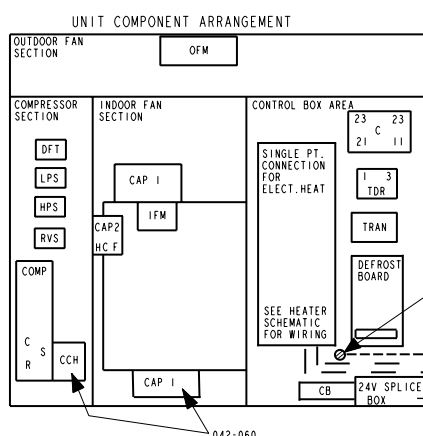 UNIT COMPONENT ARRANGEMENT
OUTDOOR FAN
SECTION
OFM
COMPRESSOR
SECTION
DFT
LPS
HPS
RVS
COMP
C
S
R
CCH
INDOOR FAN
SECTION
CAP 1
IFM
CAP2
HC F
CAP 1
CONTROL BOX AREA
SINGLE PT.
CONNECTION
FOR
ELECT.HEAT
SEE HEATER
SCHEMATIC
FOR WIRING
23 23
C
21 11
1 3
TDR
TRAN
DEFROST
BOARD
CB
24V SPLICE
BOX
042-060